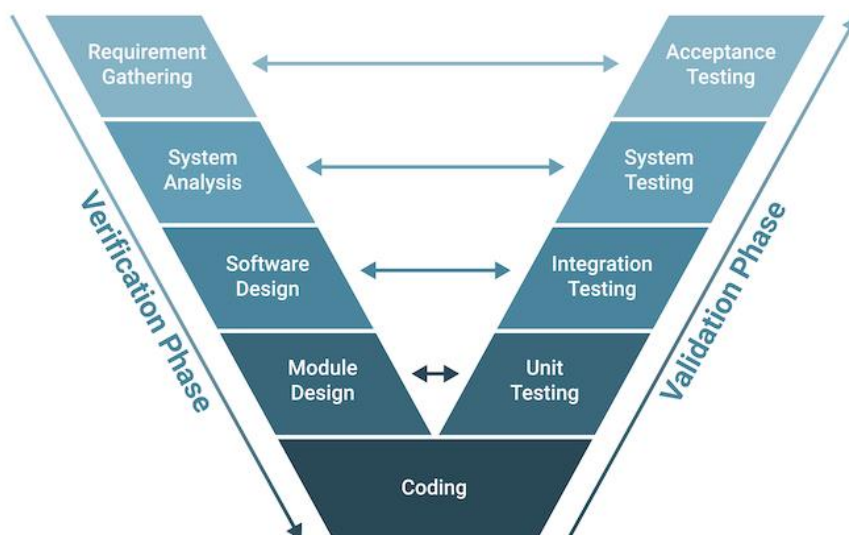 Requirement
Gathering
Acceptance
Testing
System
Analysis
System
Testing
Software
Design
Integration
Testing
Module
Design
Unit
Testing
Coding
Verification Phase
Validation Phase